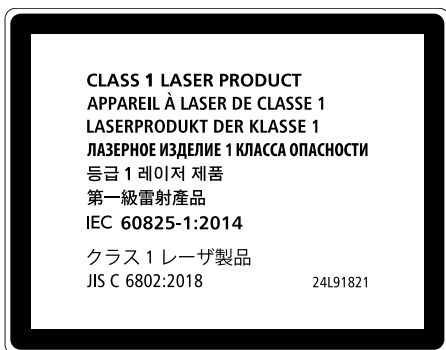 CLASS 1 LASER PRODUCT
APPAREIL À LASER DE CLASSE 1
LASERPRODUKT DER KLASSE 1
ЛАЗЕРНОЕ ИЗДЕЛИЕ 1 КЛАССА ОПАСНОСТИ
등급 1 레이저 제품
第一級雷射產品
IEC 60825-1:2014
クラス 1 レーザ製品
JIS C 6802:2018 24L91821